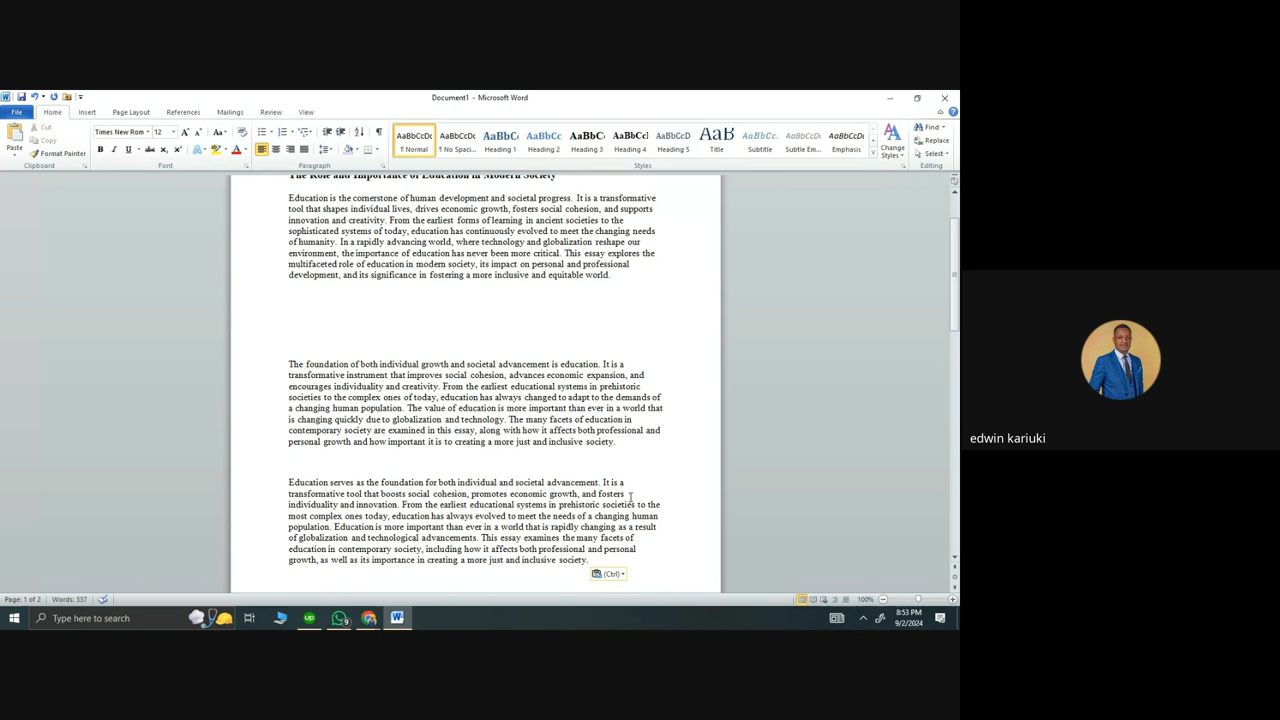 Document1 - Microsoft Word
File Home Insert Page Layout References Mailings Review View
Cut
Copy
Format Painter
Paste
Times New Rom 12
AaBbCcDc AaBbCcDc AaBbC AaBbCc AaBbC AaBbCc AaBbCcD AaB AaBbCc. AaBbCcDc AaBbCcDc
¶ Normal ¶ No Spaci... Heading 1 Heading 2 Heading 3 Heading 4 Heading 5 Title Subtitle Subtle Em... Emphasis
Change Styles
Find
Replace
Select
Clipboard Font Paragraph Styles Editing
The Role and Importance of Education in Modern Society
Education is the cornerstone of human development and societal progress. It is a transformative
tool that shapes individual lives, drives economic growth, fosters social cohesion, and supports
innovation and creativity. From the earliest forms of learning in ancient societies to the
sophisticated systems of today, education has continuously evolved to meet the changing needs
of humanity. In a rapidly advancing world, where technology and globalization reshape our
environment, the importance of education has never been more critical. This essay explores the
multifaceted role of education in modern society, its impact on personal and professional
development, and its significance in fostering a more inclusive and equitable world.
The foundation of both individual growth and societal advancement is education. It is a
transformative instrument that improves social cohesion, advances economic expansion, and
encourages individuality and creativity. From the earliest educational systems in prehistoric
societies to the complex ones of today, education has always changed to adapt to the demands of
a changing human population. The value of education is more important than ever in a world that
is changing quickly due to globalization and technology. The many facets of education in
contemporary society are examined in this essay, along with how it affects both professional and
personal growth and how important it is to creating a more just and inclusive society.
Education serves as the foundation for both individual and societal advancement. It is a
transformative tool that boosts social cohesion, promotes economic growth, and fosters
individuality and innovation. From the earliest educational systems in prehistoric societies to the
most complex ones today, education has always evolved to meet the needs of a changing human
population. Education is more important than ever in a world that is rapidly changing as a result
of globalization and technological advancements. This essay examines the many facets of
education in contemporary society, including how it affects both professional and personal
growth, as well as its importance in creating a more just and inclusive society.
(Ctrl)
Page: 1 of 2 Words: 337 100%
Type here to search
8:53 PM
9/2/2024
edwin kariuki